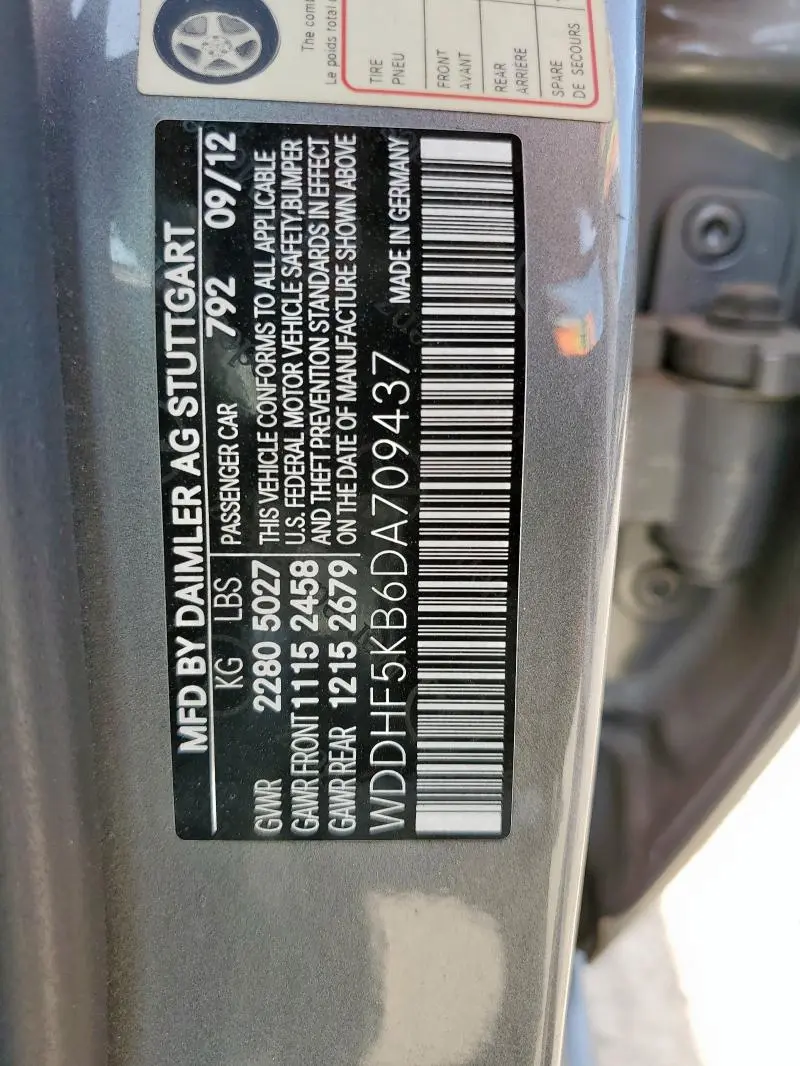 The com
Le poids total
TIRE
PNEU
FRONT
AVANT
REAR
ARRIÈRE
SPARE
DE SECOURS
MFD BY DAIMLER AG STUTTGART
KG LBS PASSENGER CAR 792 09/12
GWR 2280 5027 THIS VEHICLE CONFORMS TO ALL APPLICABLE
GAWR FRONT 1115 2458 U.S. FEDERAL MOTOR VEHICLE SAFETY,BUMPER
GAWR REAR 1215 2679 AND THEFT PREVENTION STANDARDS IN EFFECT
ON THE DATE OF MANUFACTURE SHOWN ABOVE
WDDHF5KB6DA709437 MADE IN GERMANY